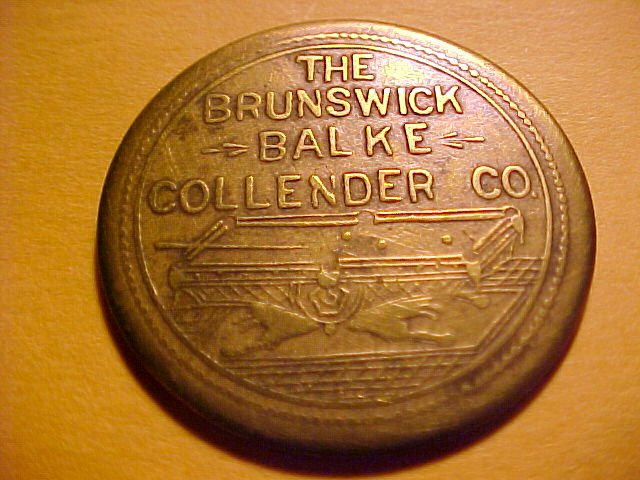 THE
BRUNSWICK
BALKE
COLLENDER CO.